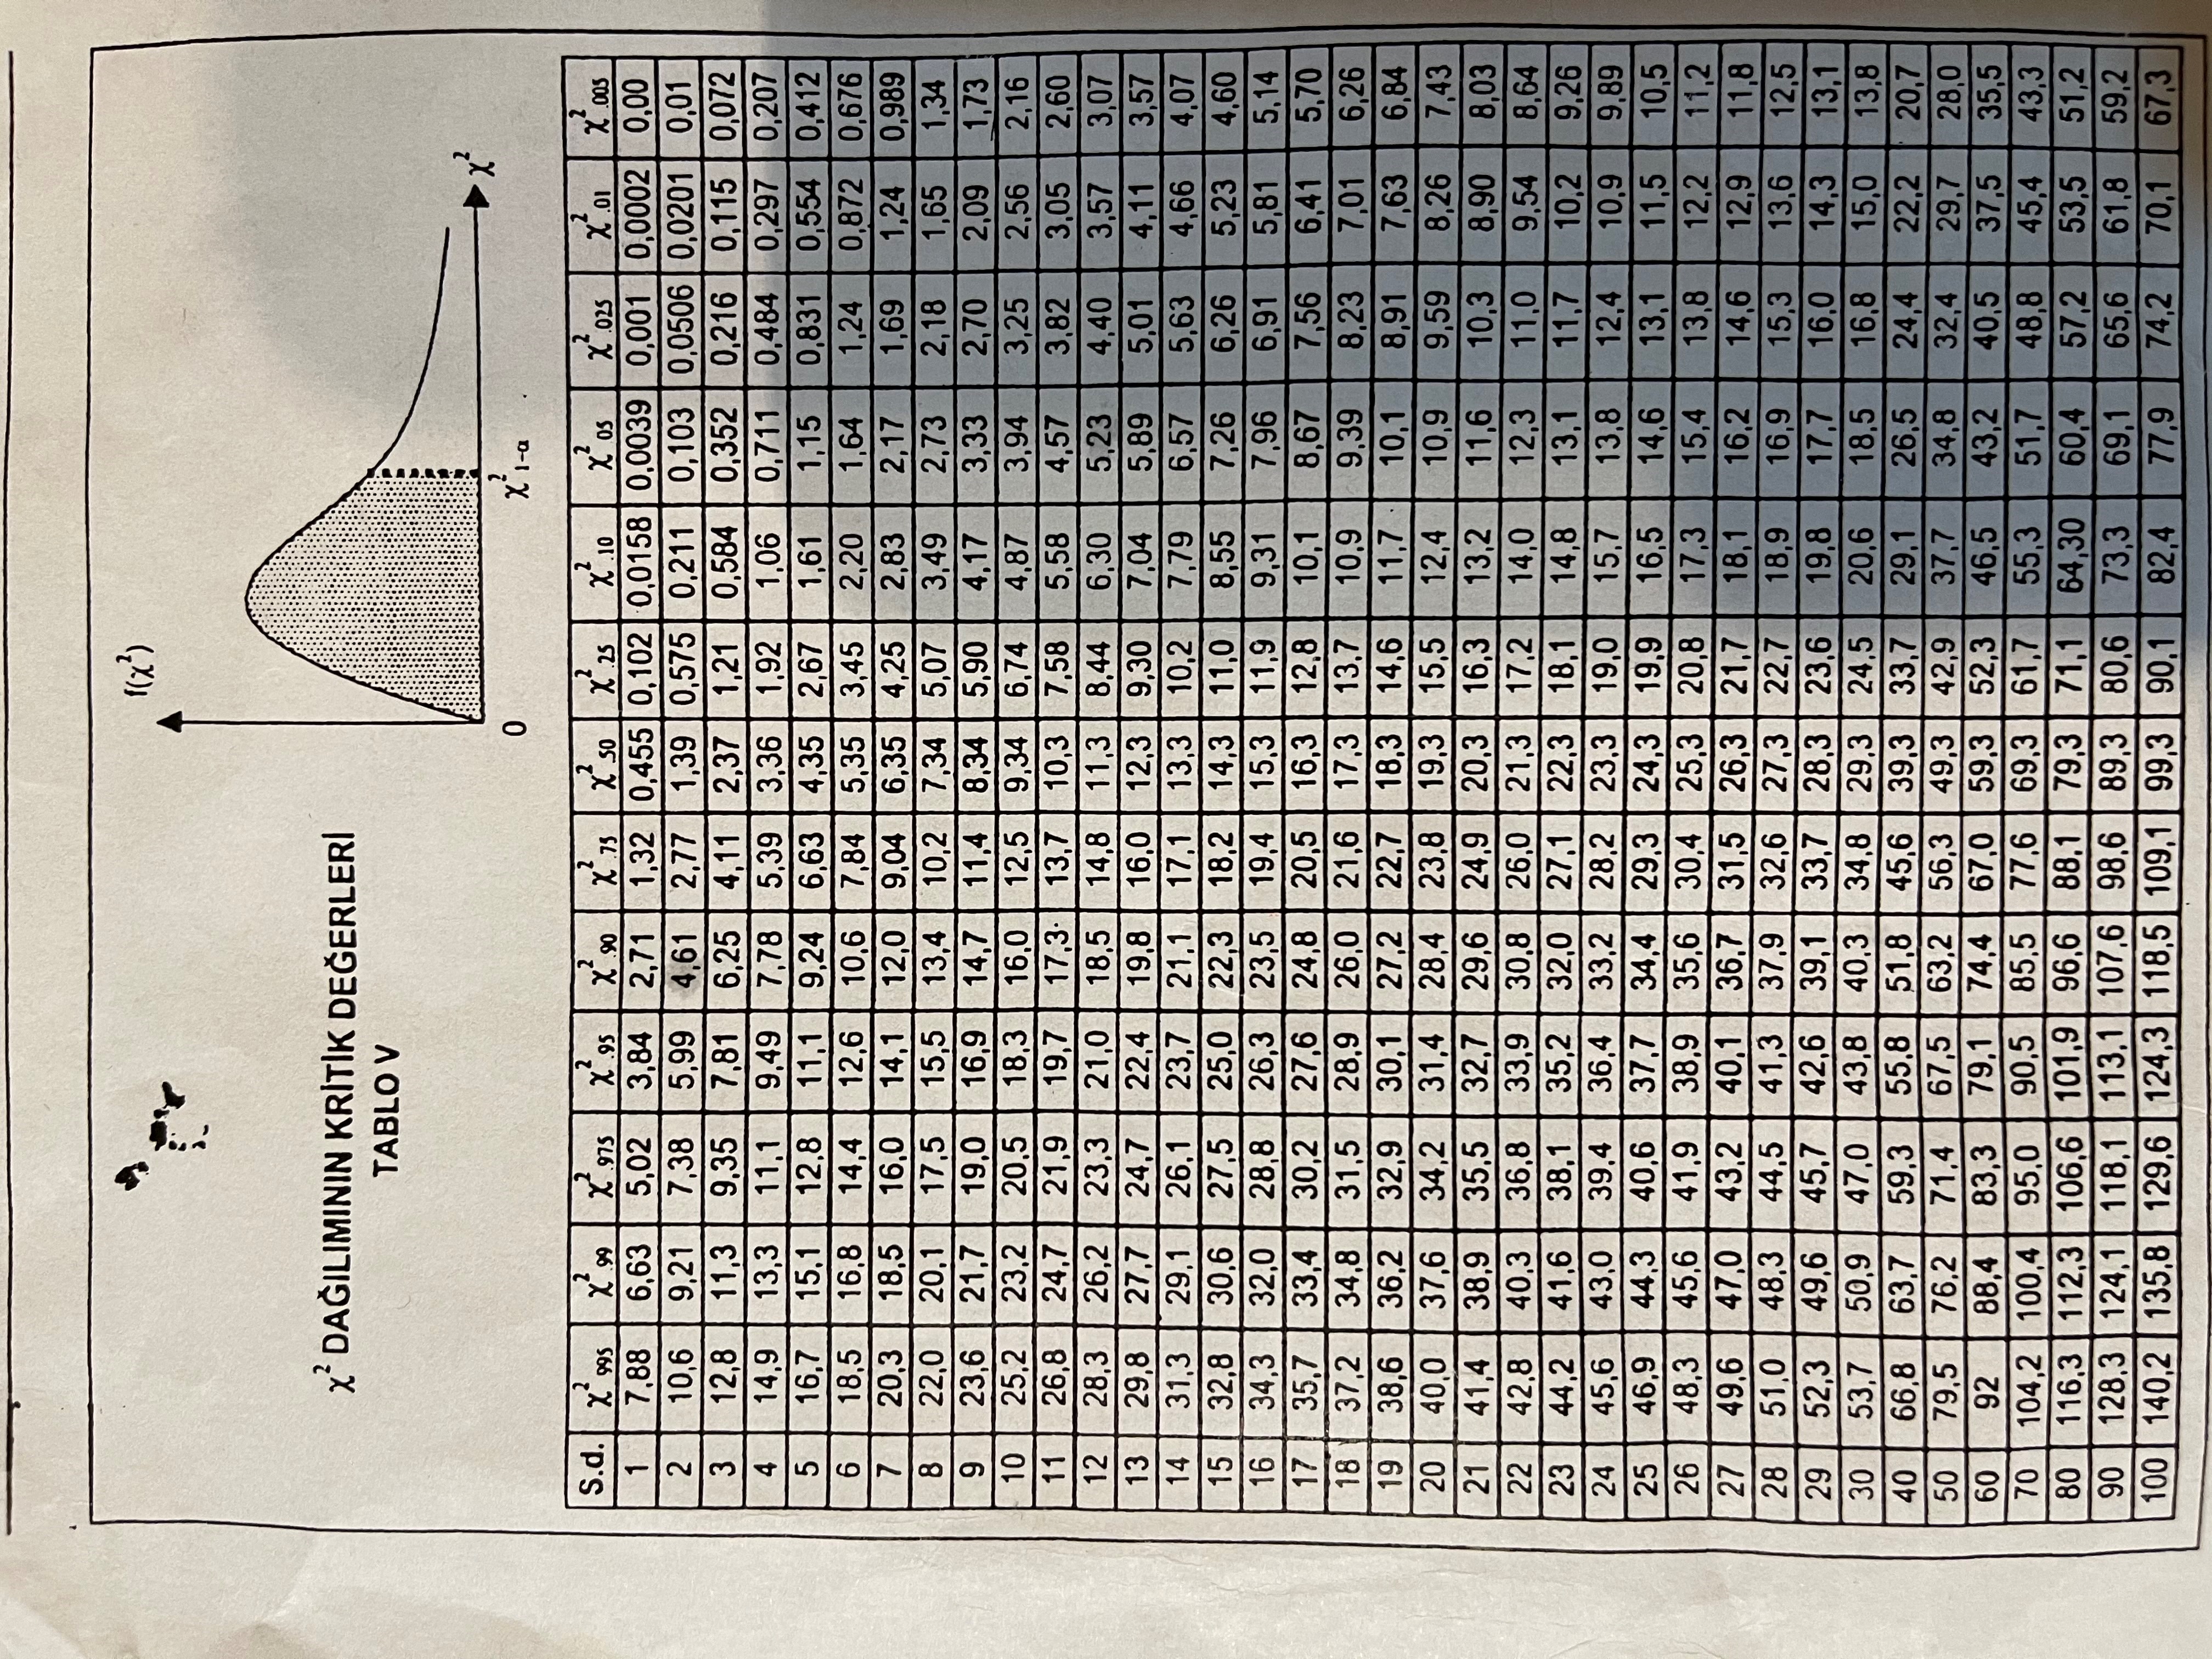 f(χ²)
χ² DAĞILIMININ KRİTİK DEĞERLERİ
TABLO V
χ²
0
χ² 1-α
S.d. χ².995 χ².99 χ².975 χ².95 χ².90 χ².75 χ².50 χ².25 χ².10 χ².05 χ².025 χ².01 χ².005
1 7,88 6,63 5,02 3,84 2,71 1,32 0,455 0,102 0,0158 0,0039 0,001 0,0002 0,00
2 10,6 9,21 7,38 5,99 4,61 2,77 1,39 0,575 0,211 0,103 0,0506 0,0201 0,01
3 12,8 11,3 9,35 7,81 6,25 4,11 2,37 1,21 0,584 0,352 0,216 0,115 0,072
4 14,9 13,3 11,1 9,49 7,78 5,39 3,36 1,92 1,06 0,711 0,484 0,297 0,207
5 16,7 15,1 12,8 11,1 9,24 6,63 4,35 2,67 1,61 1,15 0,831 0,554 0,412
6 18,5 16,8 14,4 12,6 10,6 7,84 5,35 3,45 2,20 1,64 1,24 0,872 0,676
7 20,3 18,5 16,0 14,1 12,0 9,04 6,35 4,25 2,83 2,17 1,69 1,24 0,989
8 22,0 20,1 17,5 15,5 13,4 10,2 7,34 5,07 3,49 2,73 2,18 1,65 1,34
9 23,6 21,7 19,0 16,9 14,7 11,4 8,34 5,90 4,17 3,33 2,70 2,09 1,73
10 25,2 23,2 20,5 18,3 16,0 12,5 9,34 6,74 4,87 3,94 3,25 2,56 2,16
11 26,8 24,7 21,9 19,7 17,3 13,7 10,3 7,58 5,58 4,57 3,82 3,05 2,60
12 28,3 26,2 23,3 21,0 18,5 14,8 11,3 8,44 6,30 5,23 4,40 3,57 3,07
13 29,8 27,7 24,7 22,4 19,8 16,0 12,3 9,30 7,04 5,89 5,01 4,11 3,57
14 31,3 29,1 26,1 23,7 21,1 17,1 13,3 10,2 7,79 6,57 5,63 4,66 4,07
15 32,8 30,6 27,5 25,0 22,3 18,2 14,3 11,0 8,55 7,26 6,26 5,23 4,60
16 34,3 32,0 28,8 26,3 23,5 19,4 15,3 11,9 9,31 7,96 6,91 5,81 5,14
17 35,7 33,4 30,2 27,6 24,8 20,5 16,3 12,8 10,1 8,67 7,56 6,41 5,70
18 37,2 34,8 31,5 28,9 26,0 21,6 17,3 13,7 10,9 9,39 8,23 7,01 6,26
19 38,6 36,2 32,9 30,1 27,2 22,7 18,3 14,6 11,7 10,1 8,91 7,63 6,84
20 40,0 37,6 34,2 31,4 28,4 23,8 19,3 15,5 12,4 10,9 9,59 8,26 7,43
21 41,4 38,9 35,5 32,7 29,6 24,9 20,3 16,3 13,2 11,6 10,3 8,90 8,03
22 42,8 40,3 36,8 33,9 30,8 26,0 21,3 17,2 14,0 12,3 11,0 9,54 8,64
23 44,2 41,6 38,1 35,2 32,0 27,1 22,3 18,1 14,8 13,1 11,7 10,2 9,26
24 45,6 43,0 39,4 36,4 33,2 28,2 23,3 19,0 15,7 13,8 12,4 10,9 9,89
25 46,9 44,3 40,6 37,7 34,4 29,3 24,3 19,9 16,5 14,6 13,1 11,5 10,5
26 48,3 45,6 41,9 38,9 35,6 30,4 25,3 20,8 17,3 15,4 13,8 12,2 11,2
27 49,6 47,0 43,2 40,1 36,7 31,5 26,3 21,7 18,1 16,2 14,6 12,9 11,8
28 51,0 48,3 44,5 41,3 37,9 32,6 27,3 22,7 18,9 16,9 15,3 13,6 12,5
29 52,3 49,6 45,7 42,6 39,1 33,7 28,3 23,6 19,8 17,7 16,0 14,3 13,1
30 53,7 50,9 47,0 43,8 40,3 34,8 29,3 24,5 20,6 18,5 16,8 15,0 13,8
40 66,8 63,7 59,3 55,8 51,8 45,6 39,3 33,7 29,1 26,5 24,4 22,2 20,7
50 79,5 76,2 71,4 67,5 63,2 56,3 49,3 42,9 37,7 34,8 32,4 29,7 28,0
60 92 88,4 83,3 79,1 74,4 67,0 59,3 52,3 46,5 43,2 40,5 37,5 35,5
70 104,2 100,4 95,0 90,5 85,5 77,6 69,3 61,7 55,3 51,7 48,8 45,4 43,3
80 116,3 112,3 106,6 101,9 96,6 88,1 79,3 71,1 64,30 60,4 57,2 53,5 51,2
90 128,3 124,1 118,1 113,1 107,6 98,6 89,3 80,6 73,3 69,1 65,6 61,8 59,2
100 140,2 135,8 129,6 124,3 118,5 109,1 99,3 90,1 82,4 77,9 74,2 70,1 67,3